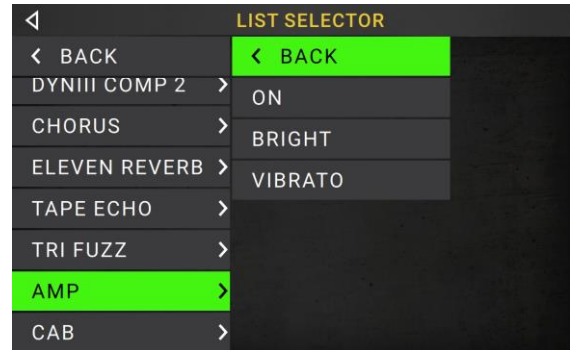 LIST SELECTOR
BACK
DYNIII COMP 2
CHORUS
ELEVEN REVERB
TAPE ECHO
TRI FUZZ
AMP
CAB
BACK
ON
BRIGHT
VIBRATO